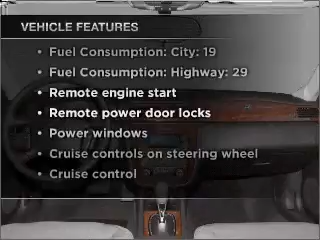 VEHICLE FEATURES
• Fuel Consumption: City: 19
• Fuel Consumption: Highway: 29
• Remote engine start
• Remote power door locks
• Power windows
• Cruise controls on steering wheel
• Cruise control